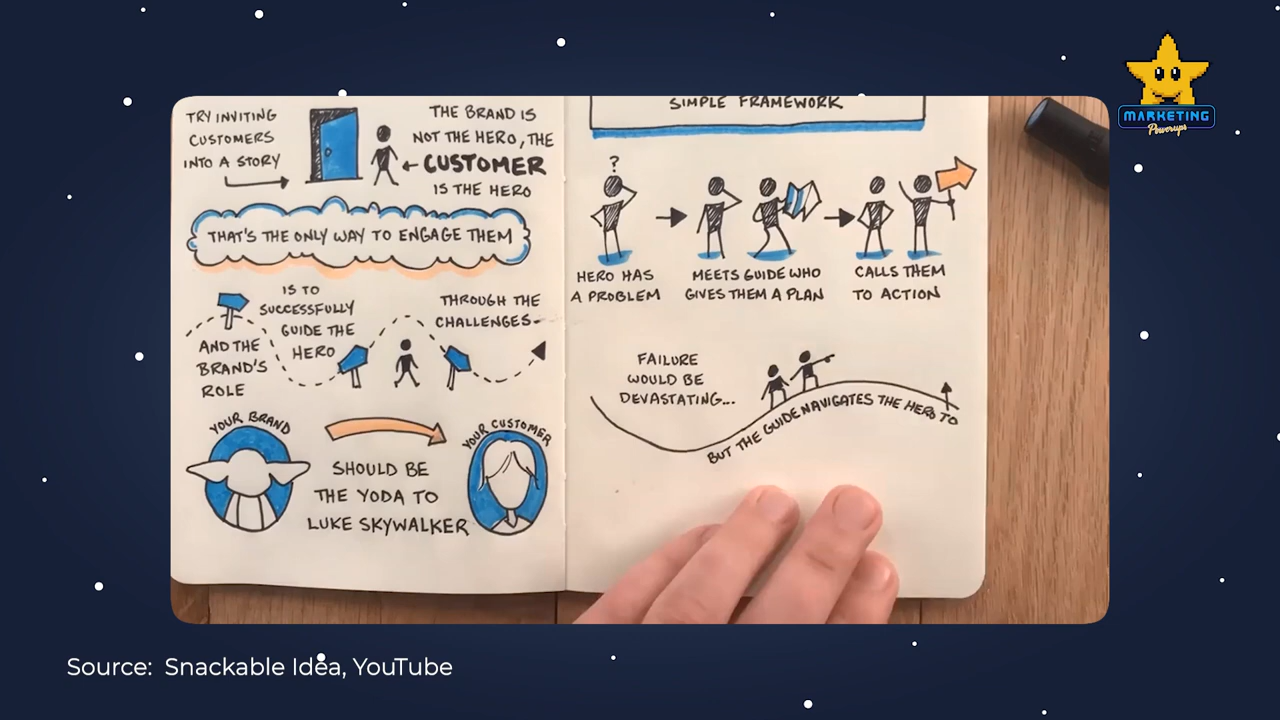 MARKETING
Powerups
TRY INVITING
CUSTOMERS
INTO A STORY
THE BRAND IS
NOT THE HERO, THE
CUSTOMER
IS THE HERO
THAT'S THE ONLY WAY TO ENGAGE THEM
AND THE
BRAND'S
ROLE
IS TO
SUCCESSFULLY
GUIDE THE
HERO
THROUGH THE
CHALLENGES-
YOUR BRAND
SHOULD BE
THE YODA TO
LUKE SKYWALKER
YOUR CUSTOMER
SIMPLE FRAMEWORK
?
HERO HAS
A PROBLEM
MEETS GUIDE WHO
GIVES THEM A PLAN
CALLS THEM
TO ACTION
FAILURE
WOULD BE
DEVASTATING...
BUT THE GUIDE NAVIGATES THE HERO TO
Source: Snackable Idea, YouTube